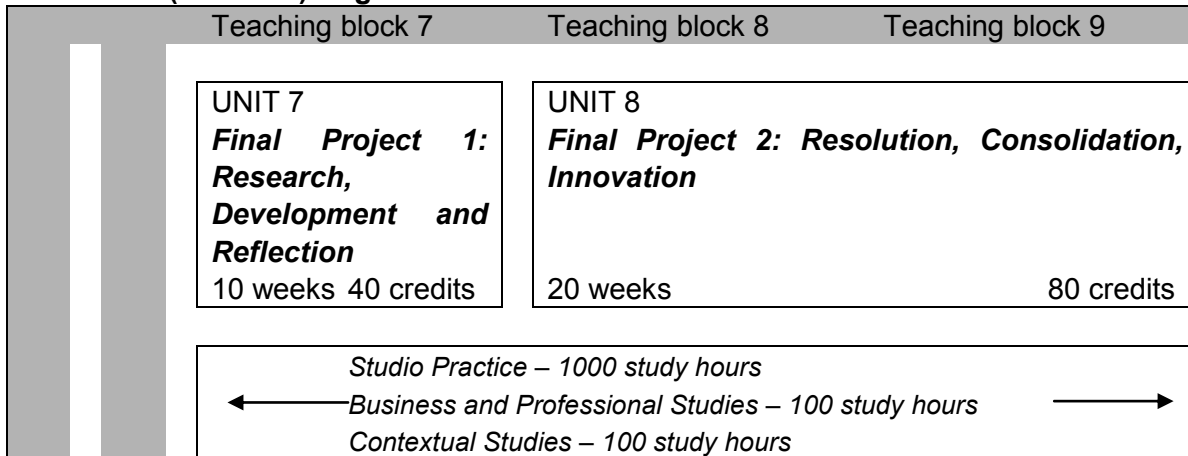 Teaching block 7 Teaching block 8 Teaching block 9
UNIT 7
Final Project 1:
Research,
Development and
Reflection
10 weeks 40 credits
UNIT 8
Final Project 2: Resolution, Consolidation,
Innovation
20 weeks 80 credits
Studio Practice – 1000 study hours
Business and Professional Studies – 100 study hours
Contextual Studies – 100 study hours